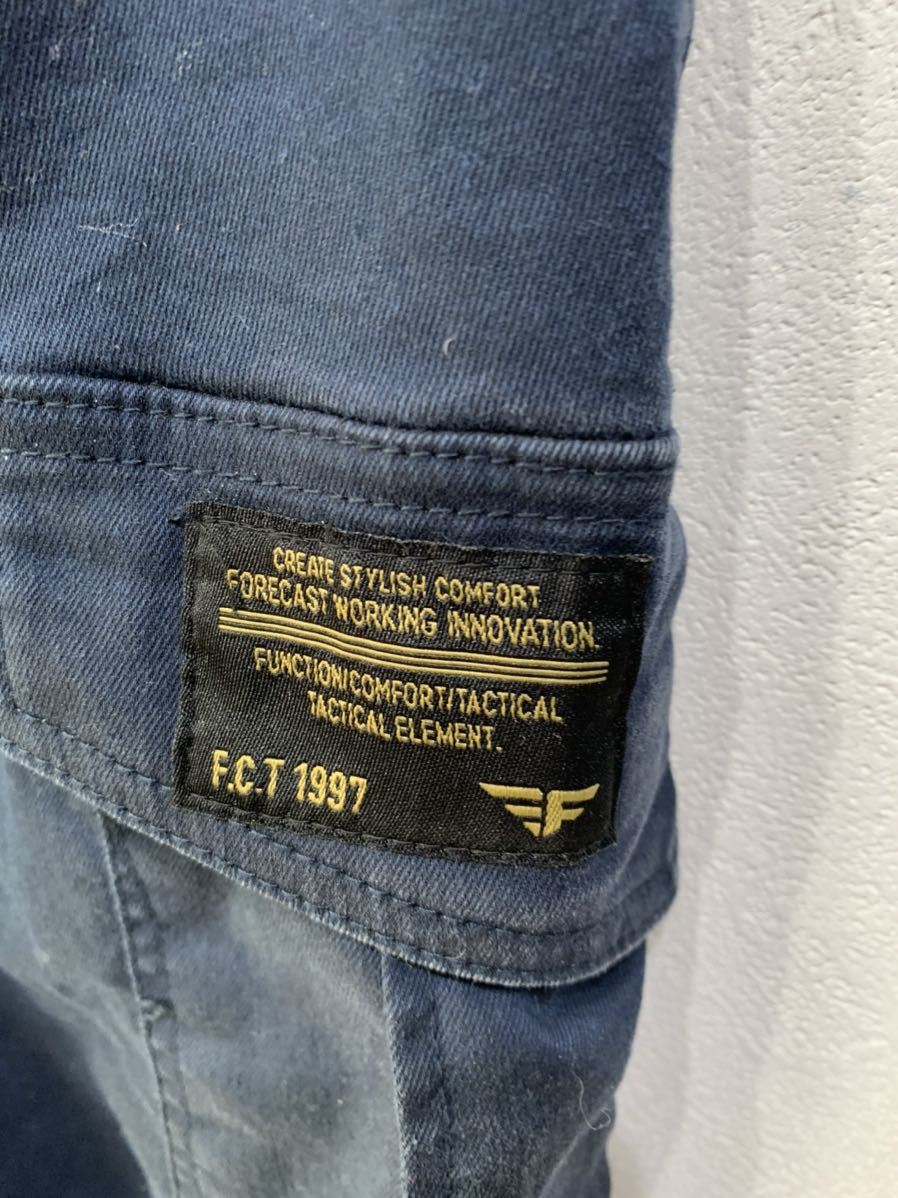 CREATE STYLISH COMFORT
FORECAST WORKING INNOVATION.
FUNCTION/COMFORT/TACTICAL
TACTICAL ELEMENT.
F.C.T 1997
F